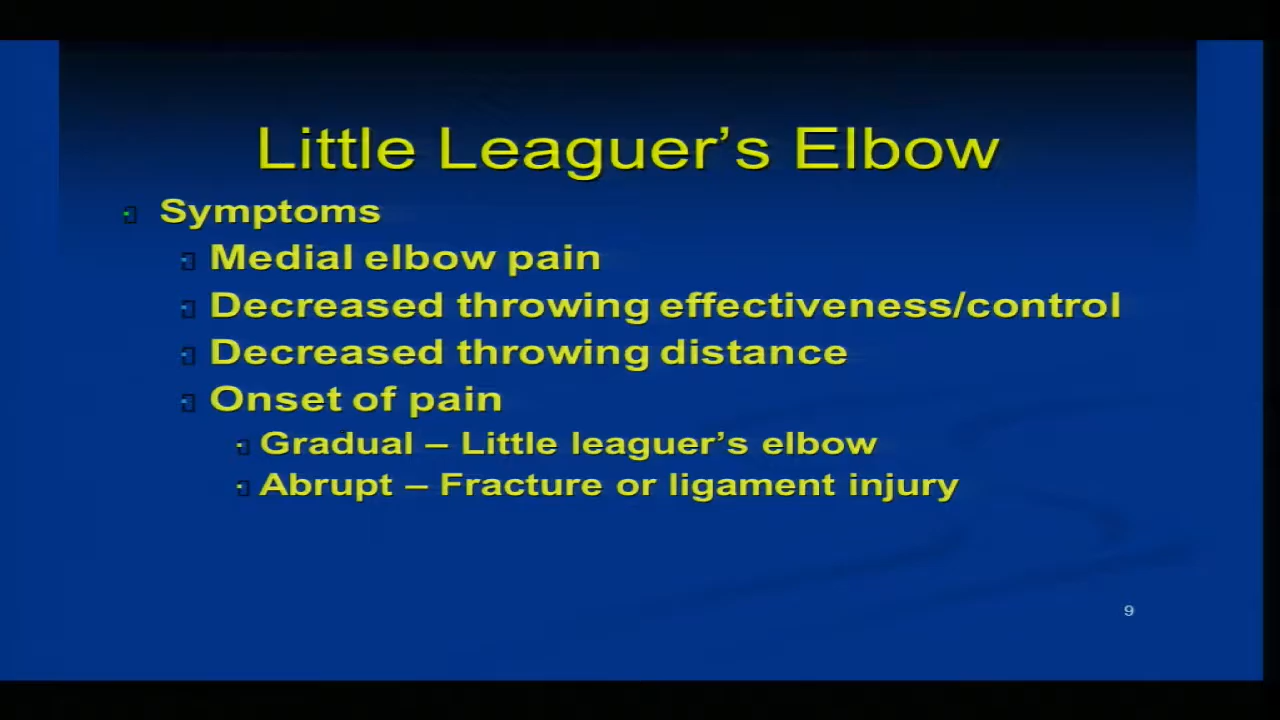 Little Leaguer's Elbow
Symptoms
Medial elbow pain
Decreased throwing effectiveness/control
Decreased throwing distance
Onset of pain
Gradual – Little leaguer's elbow
Abrupt – Fracture or ligament injury
9